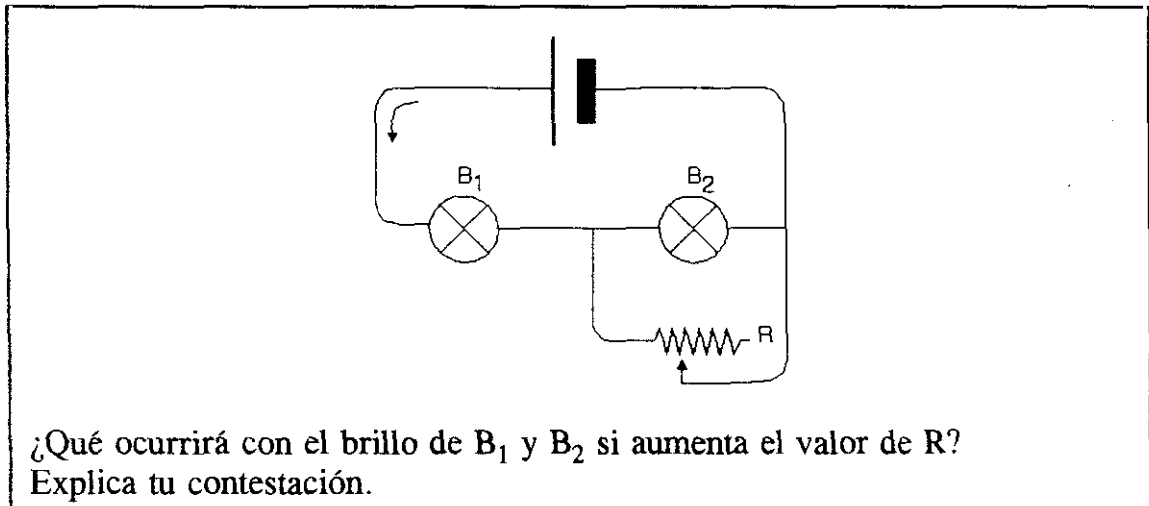 B₁
B₂
R
¿Qué ocurrirá con el brillo de B₁ y B₂ si aumenta el valor de R?
Explica tu contestación.